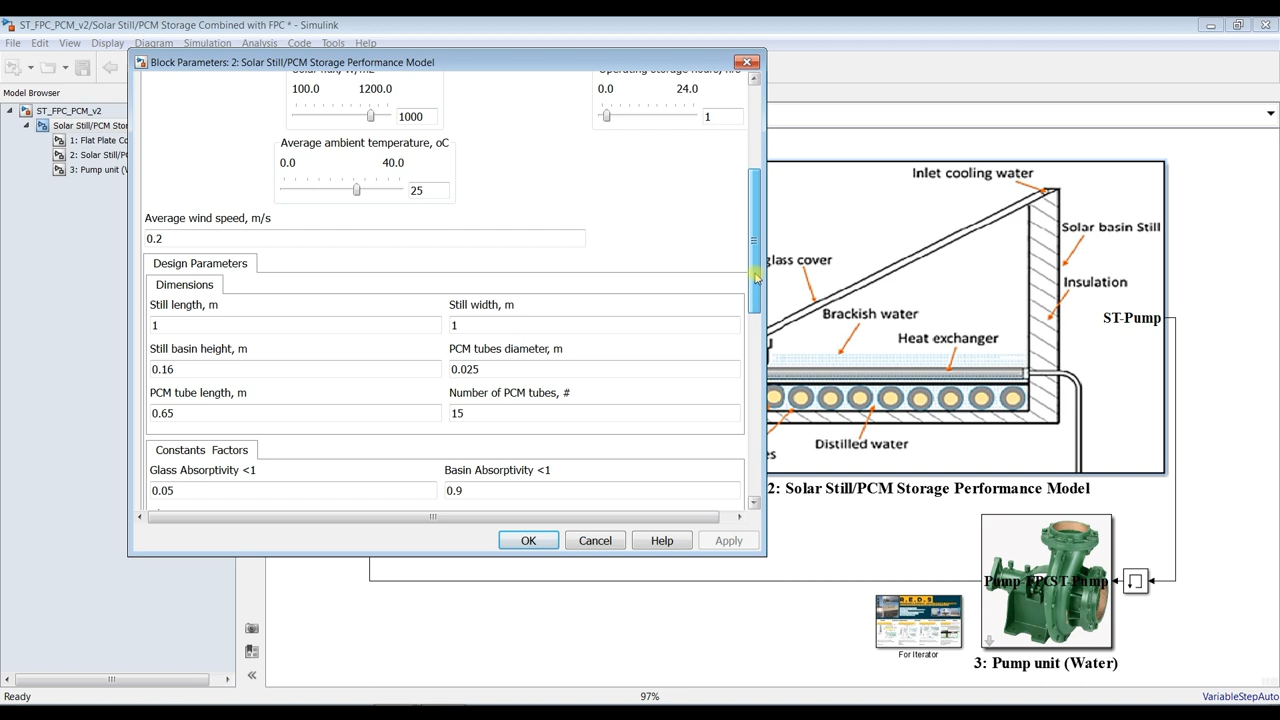 ST_FPC_PCM_v2/Solar Still/PCM Storage Combined with FPC * - Simulink
File Edit View Display Diagram Simulation Analysis Code Tools Help
Model Browser
ST_FPC_PCM_v2
Solar Still/PCM Stor
1: Flat Plate Co
2: Solar Still/P
3: Pump unit (W
Block Parameters: 2: Solar Still/PCM Storage Performance Model
100.0 1200.0
1000
0.0 24.0
1
Average ambient temperature, oC
0.0 40.0
25
Average wind speed, m/s
0.2
Design Parameters
Dimensions
Still length, m Still width, m
1 1
Still basin height, m PCM tubes diameter, m
0.16 0.025
PCM tube length, m Number of PCM tubes, #
0.65 15
Constants Factors
Glass Absorptivity <1 Basin Absorptivity <1
0.05 0.9
OK Cancel Help Apply
Inlet cooling water
Solar basin Still
glass cover
Insulation
Brackish water
ST-Pump
Heat exchanger
Distilled water
es
2: Solar Still/PCM Storage Performance Model
Pump-FPC ST-Pump
R.E.D.S
For Iterator
3: Pump unit (Water)
Ready 97% VariableStepAuto